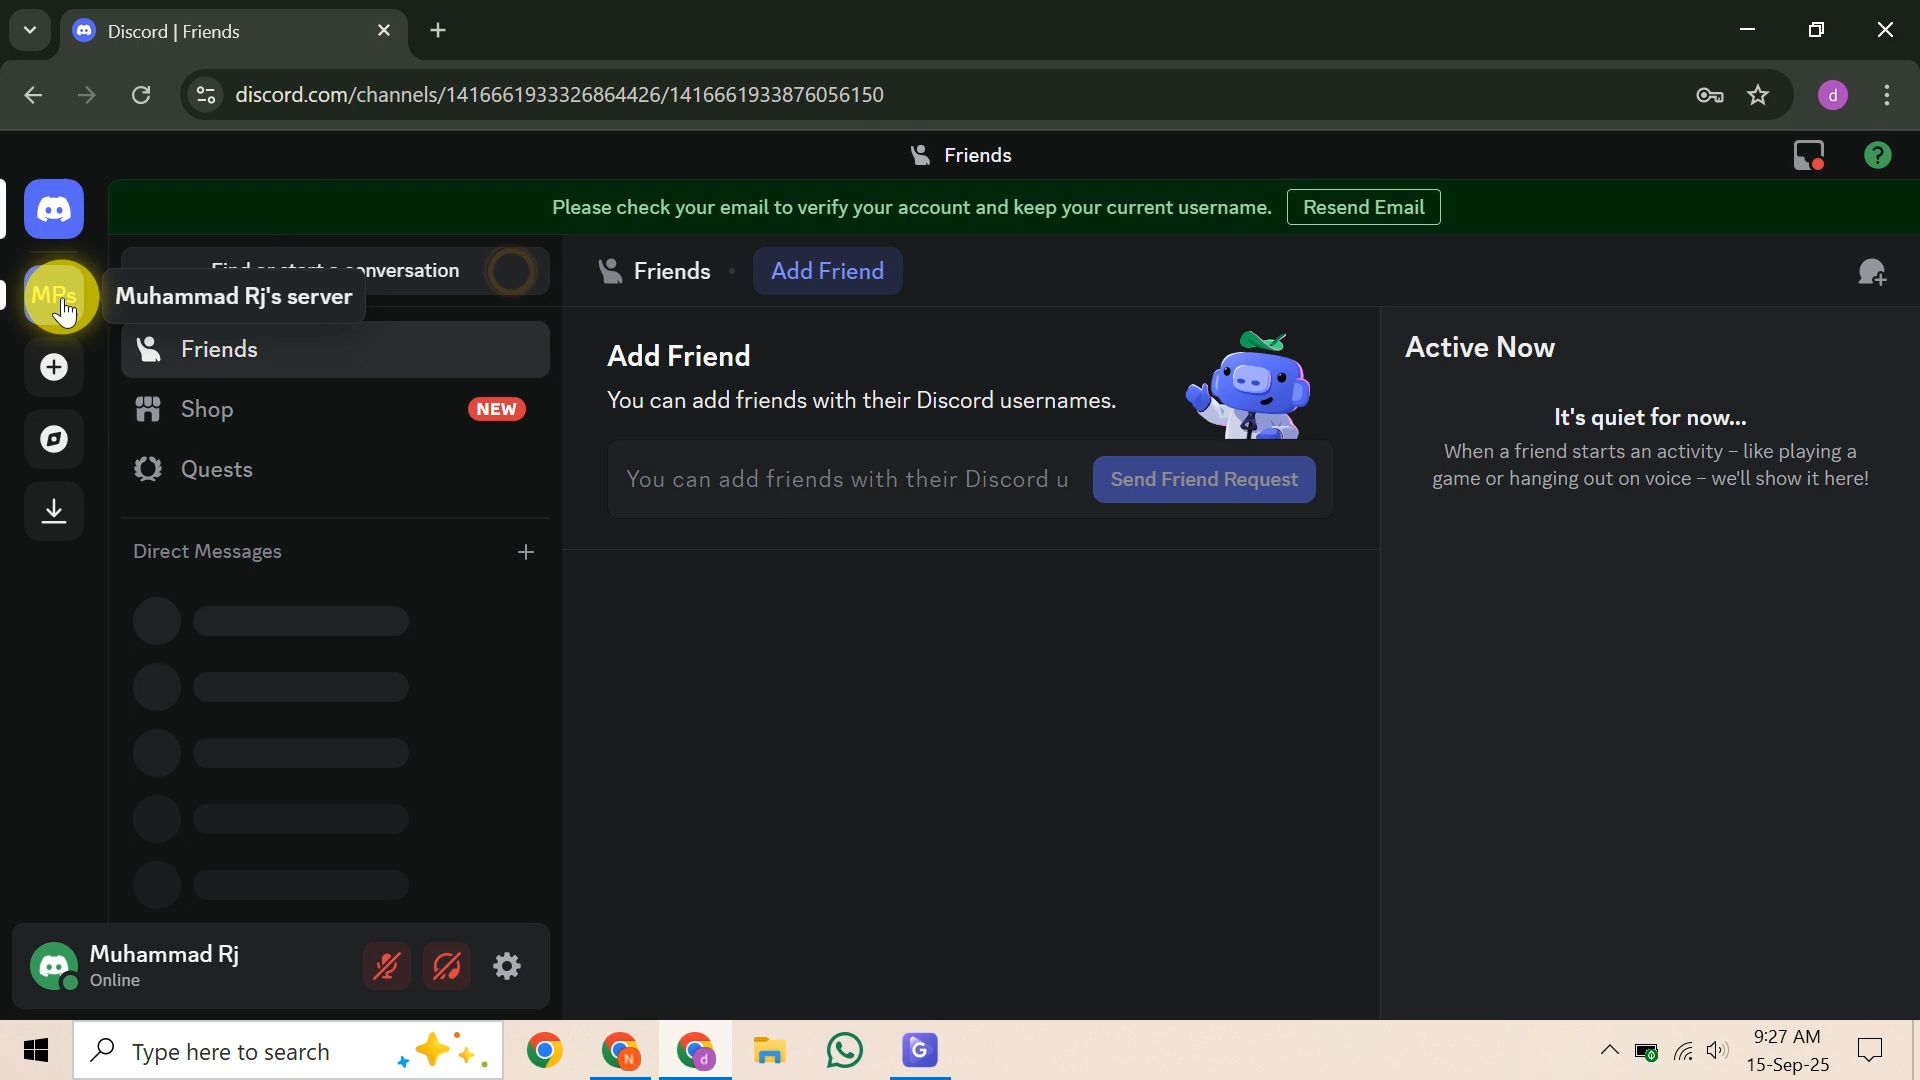 Discord | Friends
discord.com/channels/1416661933326864426/1416661933876056150
d
Friends
?
Please check your email to verify your account and keep your current username.
Resend Email
MRs
Muhammad Rj's server
Find or start a conversation
Friends
Add Friend
Friends
Shop
NEW
Quests
Direct Messages
Add Friend
You can add friends with their Discord usernames.
You can add friends with their Discord u
Send Friend Request
Active Now
It's quiet for now...
When a friend starts an activity – like playing a
game or hanging out on voice – we'll show it here!
Muhammad Rj
Online
Type here to search
N
d
G
9:27 AM
15-Sep-25